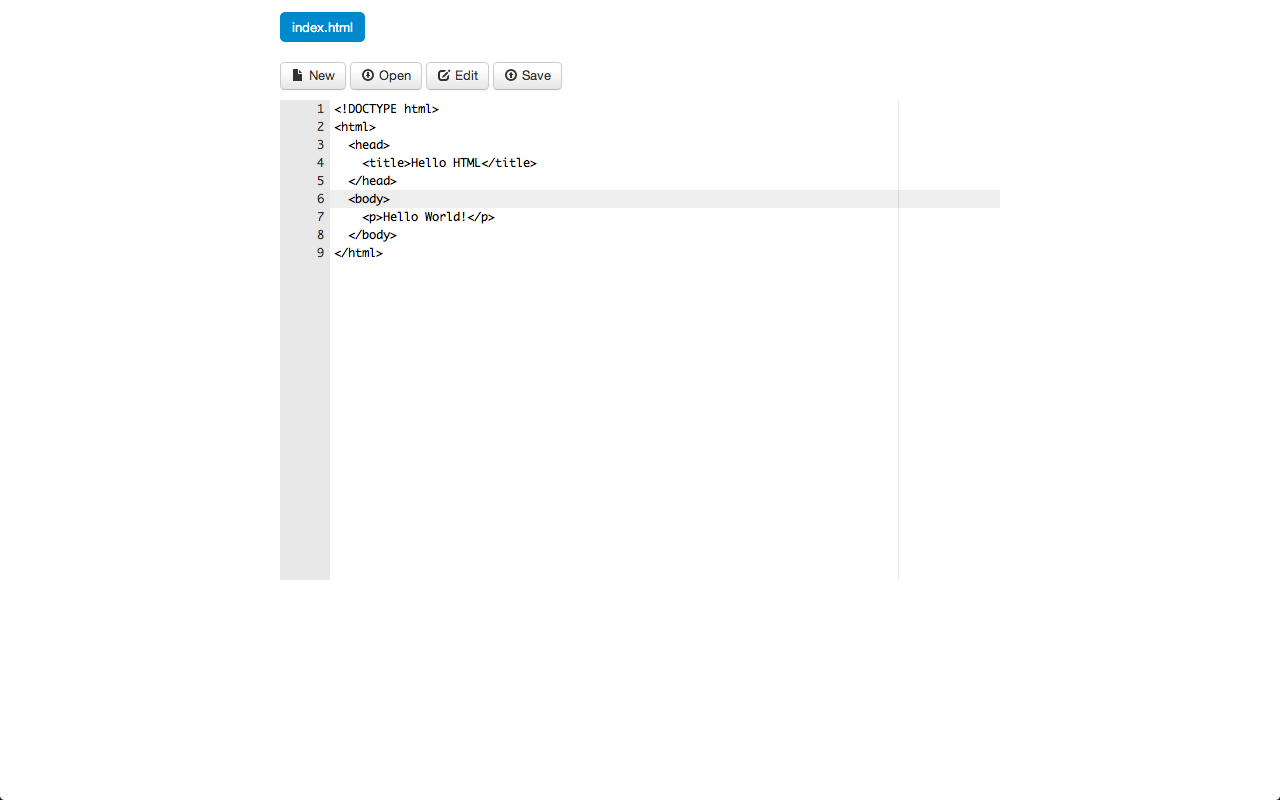 index.html
New Open Edit Save
1 <!DOCTYPE html>
2 <html>
3   <head>
4     <title>Hello HTML</title>
5   </head>
6   <body>
7     <p>Hello World!</p>
8   </body>
9 </html>